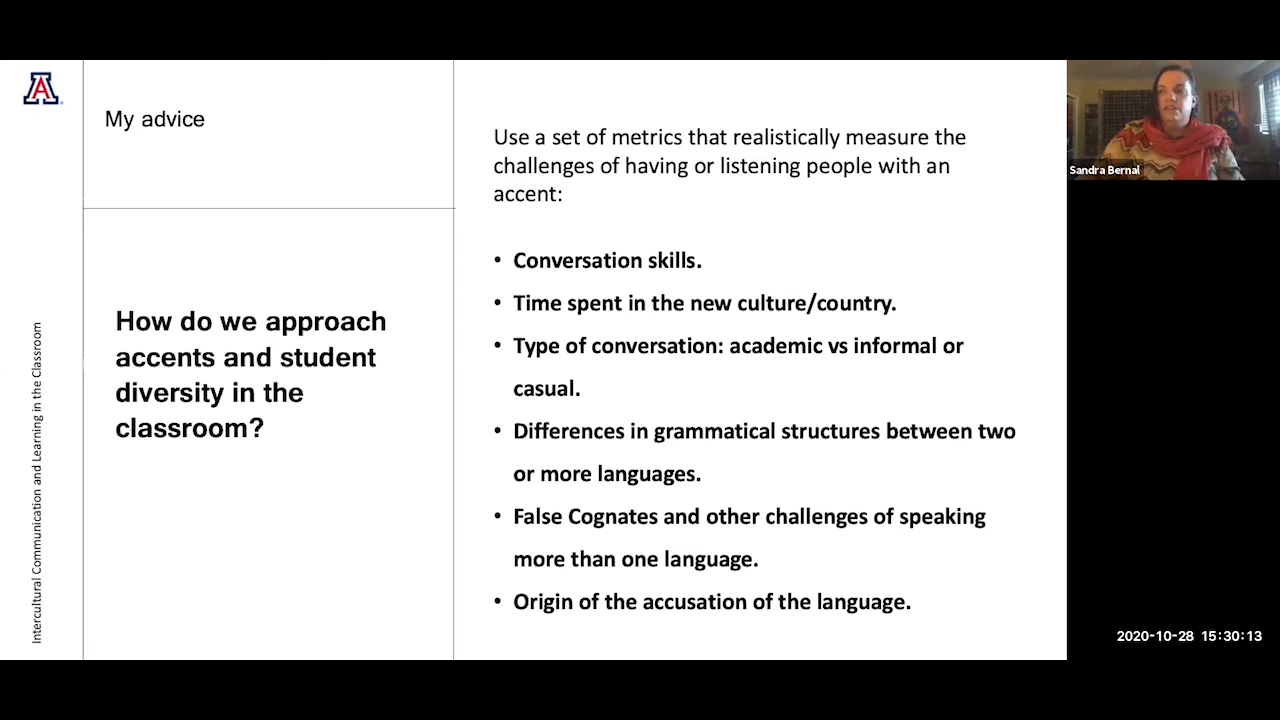 A
My advice
Use a set of metrics that realistically measure the
challenges of having or listening people with an
accent:
How do we approach
accents and student
diversity in the
classroom?
• Conversation skills.
• Time spent in the new culture/country.
• Type of conversation: academic vs informal or
casual.
• Differences in grammatical structures between two
or more languages.
• False Cognates and other challenges of speaking
more than one language.
• Origin of the accusation of the language.
Intercultural Communication and Learning in the Classroom
Sandra Bernal
2020-10-28 15:30:13